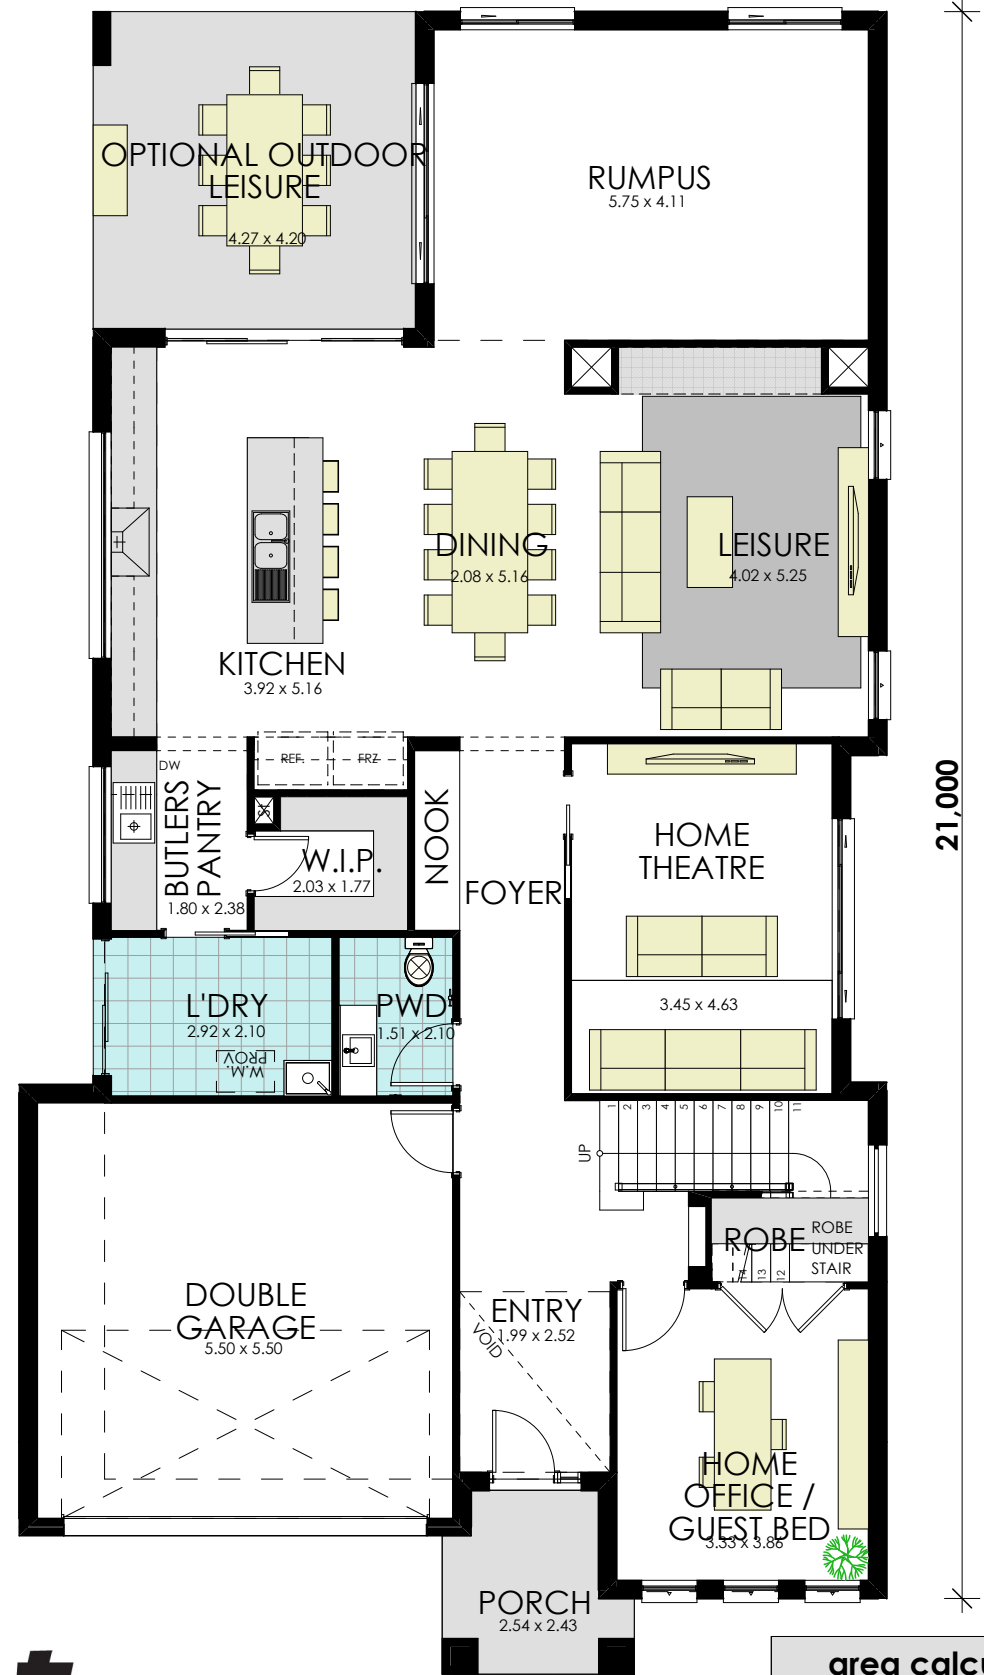 OPTIONAL OUTDOOR
LEISURE
4.27 x 4.20
RUMPUS
5.75 x 4.11
DINING
2.08 x 5.16
LEISURE
4.02 x 5.25
KITCHEN
3.92 x 5.16
21,000
DW
REF.
FRZ
BUTLERS
PANTRY
1.80 x 2.38
W.I.P.
2.03 x 1.77
NOOK
FOYER
HOME
THEATRE
3.45 x 4.63
L'DRY
2.92 x 2.10
W.M.
PROV
PWD
1.51 x 2.10
UP
1 2 3 4 5 6 7 8 9 10 11
ROBE
ROBE
UNDER
STAIR
14 13 12
DOUBLE
GARAGE
5.50 x 5.50
ENTRY
1.99 x 2.52
VOID
HOME
OFFICE /
GUEST BED
3.33 x 3.86
PORCH
2.54 x 2.43
area calcu